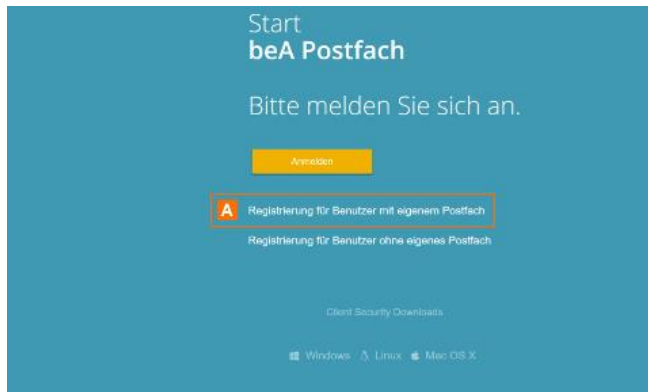 Start
beA Postfach
Bitte melden Sie sich an.
Anmelden
A Registrierung für Benutzer mit eigenem Postfach
Registrierung für Benutzer ohne eigenes Postfach
Client Security Downloads
Windows Linux Mac OS X